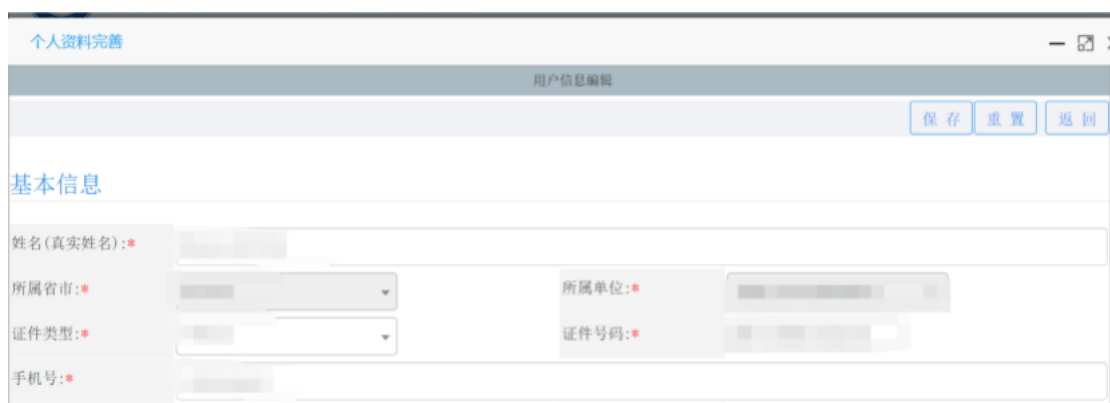 个人资料完善
用户信息编辑
保 存 重 置 返 回
基本信息
姓名(真实姓名):*
所属省市:* 所属单位:*
证件类型:* 证件号码:*
手机号:*